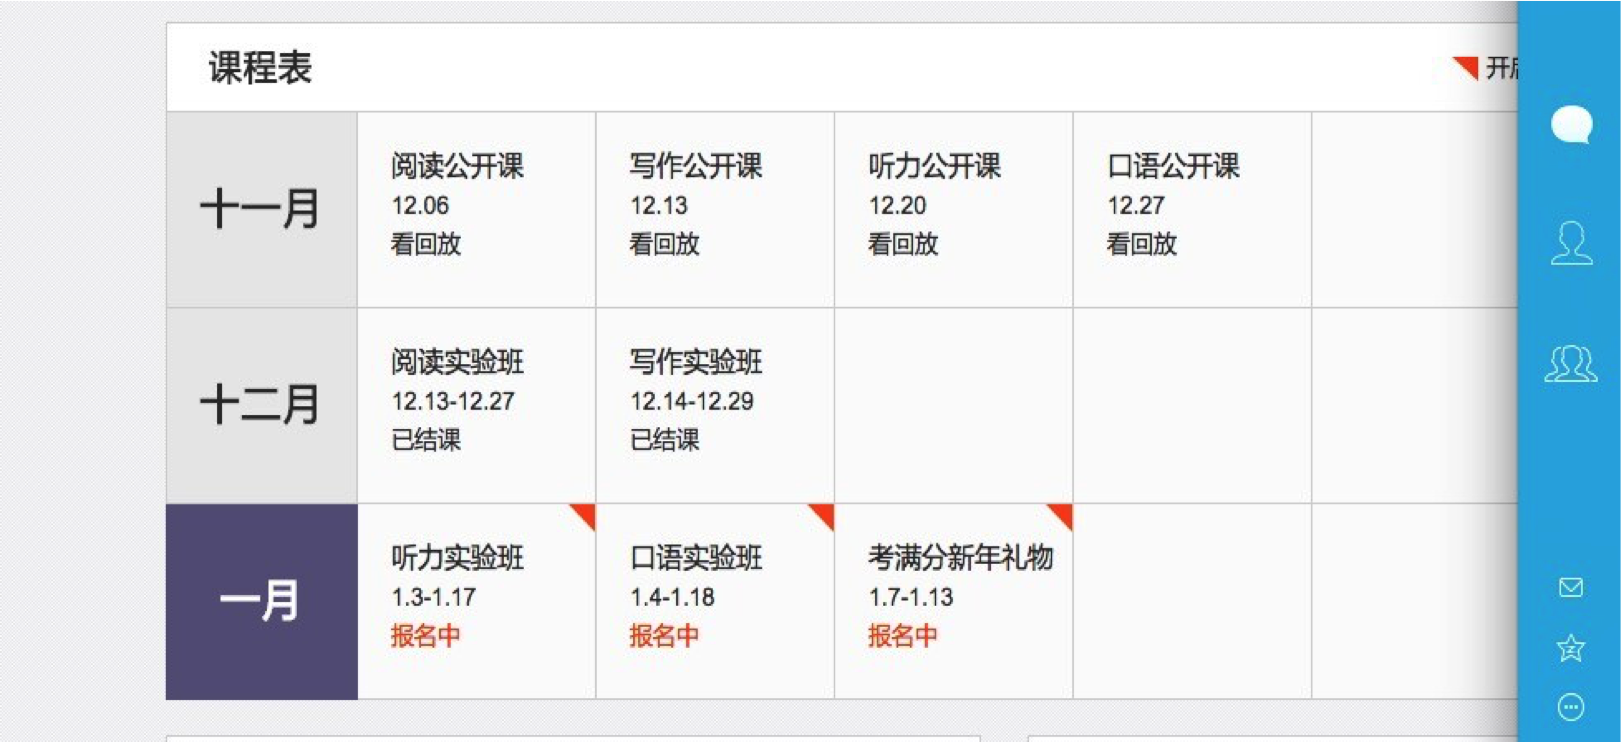 课程表
开
十一月
阅读公开课
12.06
看回放
写作公开课
12.13
看回放
听力公开课
12.20
看回放
口语公开课
12.27
看回放
十二月
阅读实验班
12.13-12.27
已结课
写作实验班
12.14-12.29
已结课
一月
听力实验班
1.3-1.17
报名中
口语实验班
1.4-1.18
报名中
考满分新年礼物
1.7-1.13
报名中